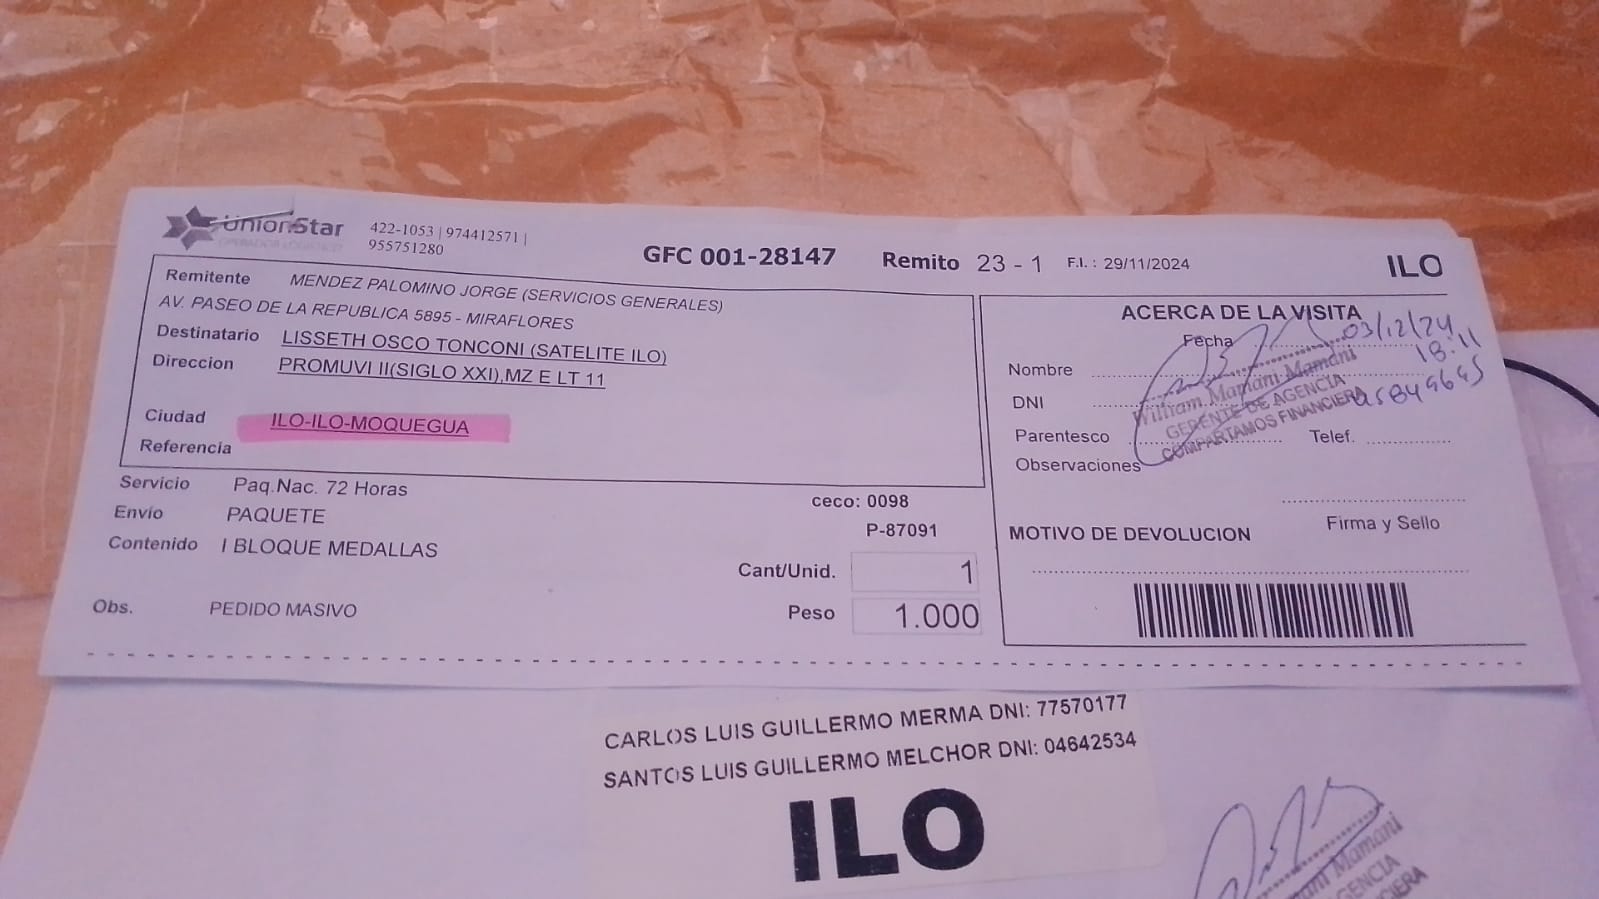 UnionStar
OPERADOR LOGISTICO
422-1053 | 974412571 |
955751280
GFC 001-28147 Remito 23 - 1 F.I. : 29/11/2024 ILO
Remitente MENDEZ PALOMINO JORGE (SERVICIOS GENERALES)
AV. PASEO DE LA REPUBLICA 5895 - MIRAFLORES
Destinatario LISSETH OSCO TONCONI (SATELITE ILO)
Direccion PROMUVI II(SIGLO XXI),MZ E LT 11
Ciudad ILO-ILO-MOQUEGUA
Referencia
Servicio Paq.Nac. 72 Horas
Envío PAQUETE
Contenido I BLOQUE MEDALLAS
Obs. PEDIDO MASIVO
ceco: 0098
P-87091
Cant/Unid. 1
Peso 1.000
ACERCA DE LA VISITA
Fecha 03/12/24
18:11
Nombre
DNI
Parentesco Telef.
Observaciones
William Mamani Mamani
GERENTE DE AGENCIA
COMPARTAMOS FINANCIERA
Firma y Sello
MOTIVO DE DEVOLUCION
CARLOS LUIS GUILLERMO MERMA DNI: 77570177
SANTOS LUIS GUILLERMO MELCHOR DNI: 04642534
ILO
Mamani